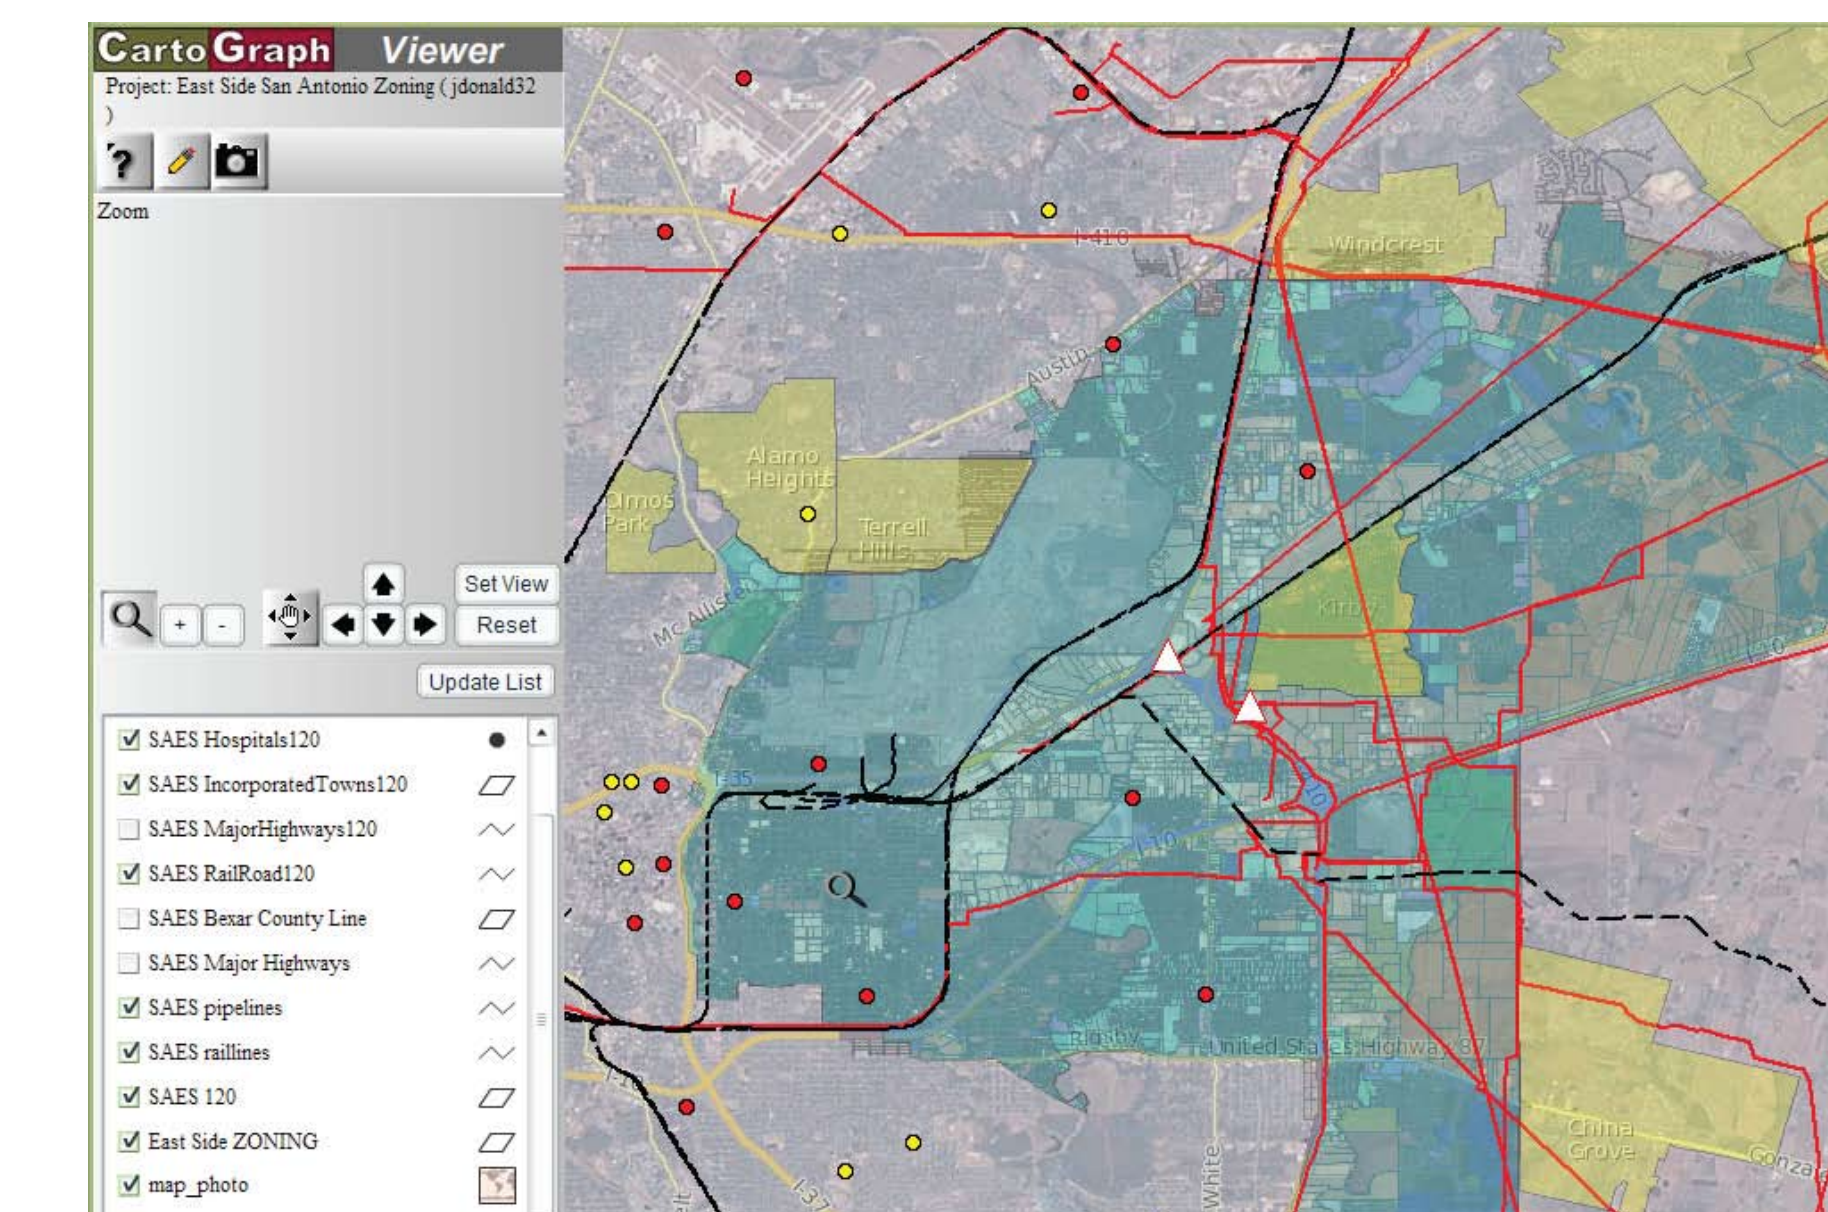 CartoGraph Viewer
Project: East Side San Antonio Zoning ( jdonald32
)
?
Zoom
+
-
Set View
Reset
Update List
SAES Hospitals120
SAES IncorporatedTowns120
SAES MajorHighways120
SAES RailRoad120
SAES Bexar County Line
SAES Major Highways
SAES pipelines
SAES raillines
SAES 120
East Side ZONING
map_photo
I-410
Windcrest
Austin
Alamo
Heights
Olmos
Park
Terrell
Hills
Kirby
Mc Allister
I-10
I-35
I-10
Rigsby
United States Highway 87
I-10
China
Grove
White
I-37